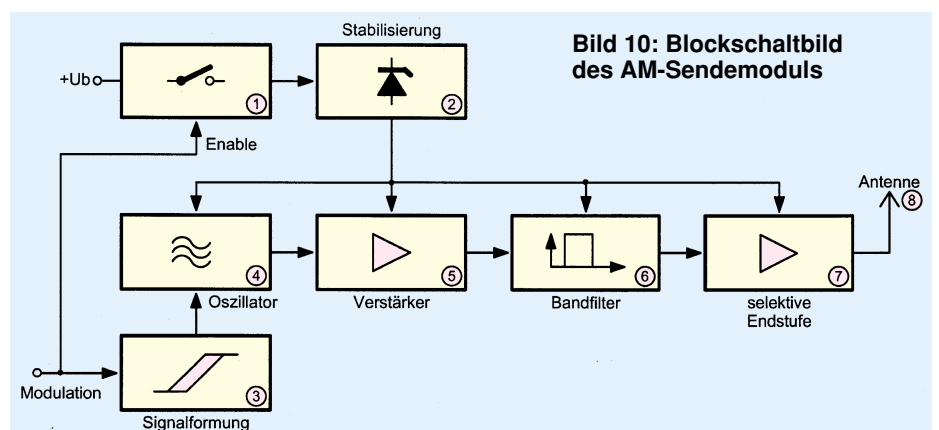 Bild 10: Blockschaltbild
des AM-Sendemoduls
Stabilisierung
+Ub
1
2
Enable
Antenne
8
4
5
6
7
Oszillator
Verstärker
Bandfilter
selektive
Endstufe
Modulation
3
Signalformung